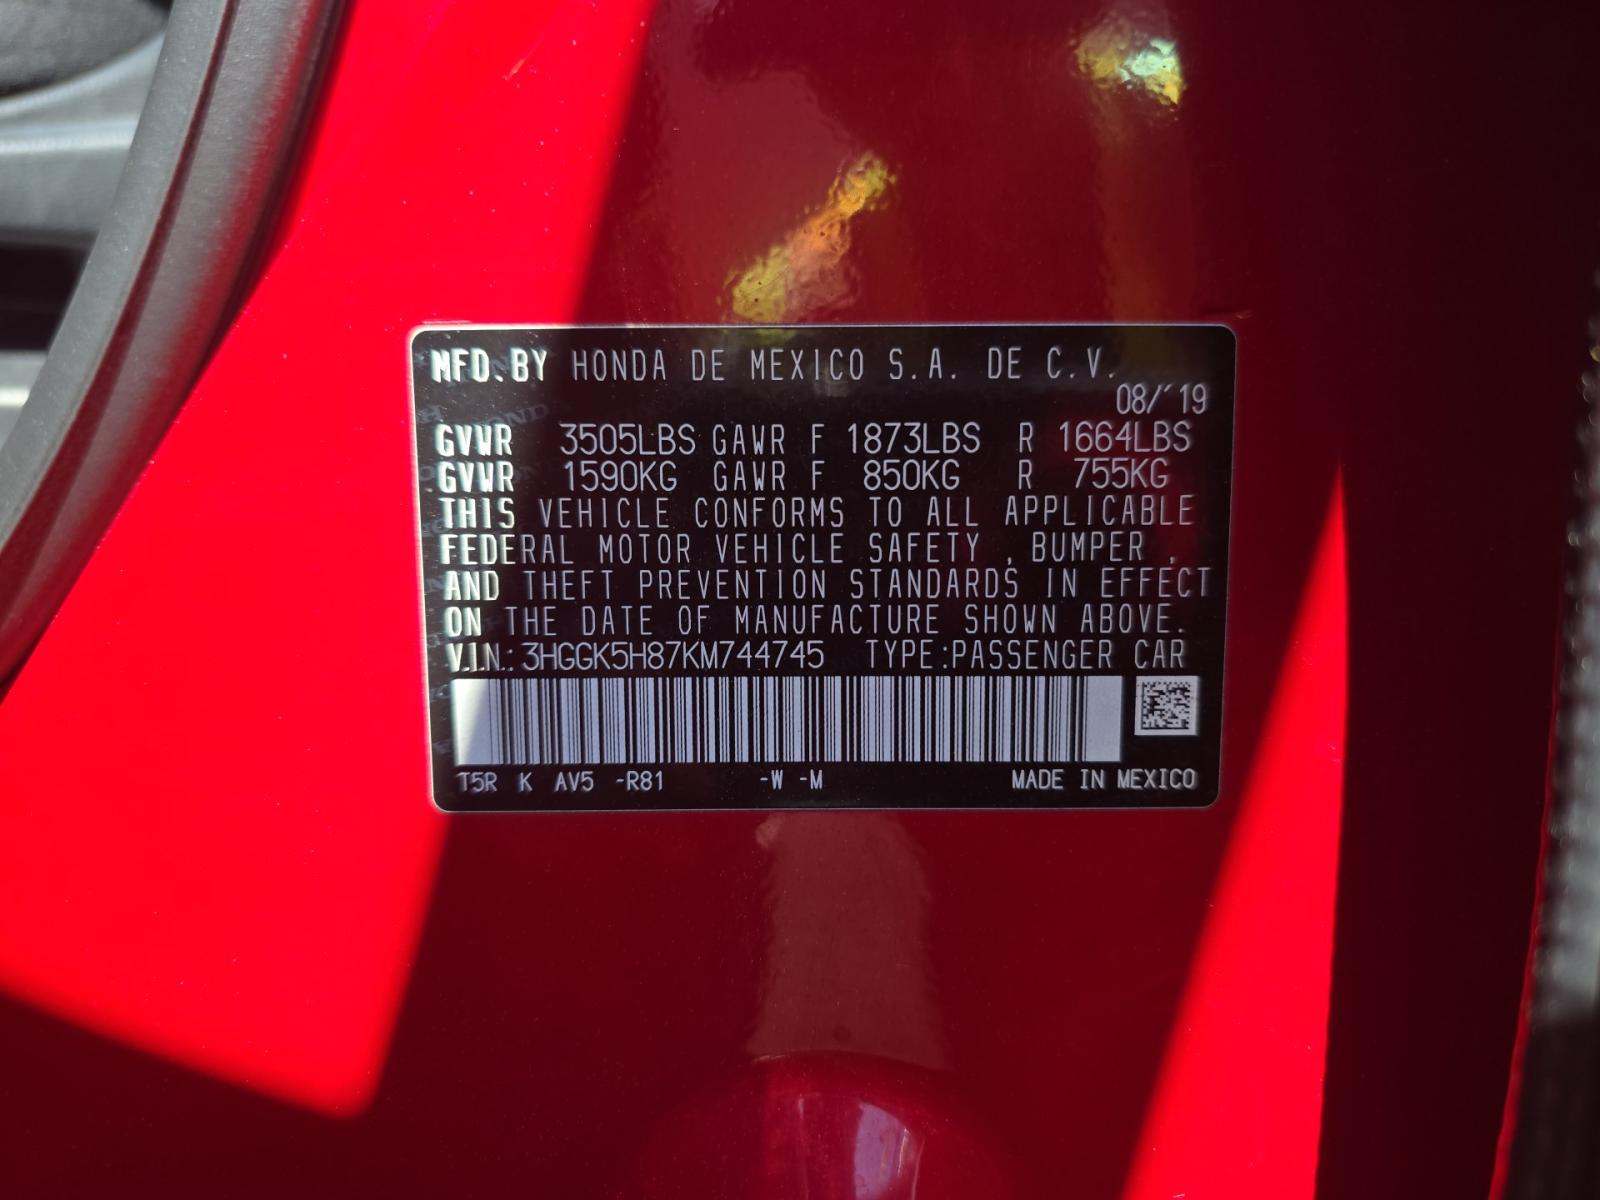 MFD.BY HONDA DE MEXICO S.A. DE C.V.
08/'19
GVWR 3505LBS GAWR F 1873LBS R 1664LBS
GVWR 1590KG GAWR F 850KG R 755KG
THIS VEHICLE CONFORMS TO ALL APPLICABLE
FEDERAL MOTOR VEHICLE SAFETY , BUMPER ,
AND THEFT PREVENTION STANDARDS IN EFFECT
ON THE DATE OF MANUFACTURE SHOWN ABOVE.
V.I.N.: 3HGGK5H87KM744745 TYPE:PASSENGER CAR
T5R K AV5 -R81 -W -M MADE IN MEXICO